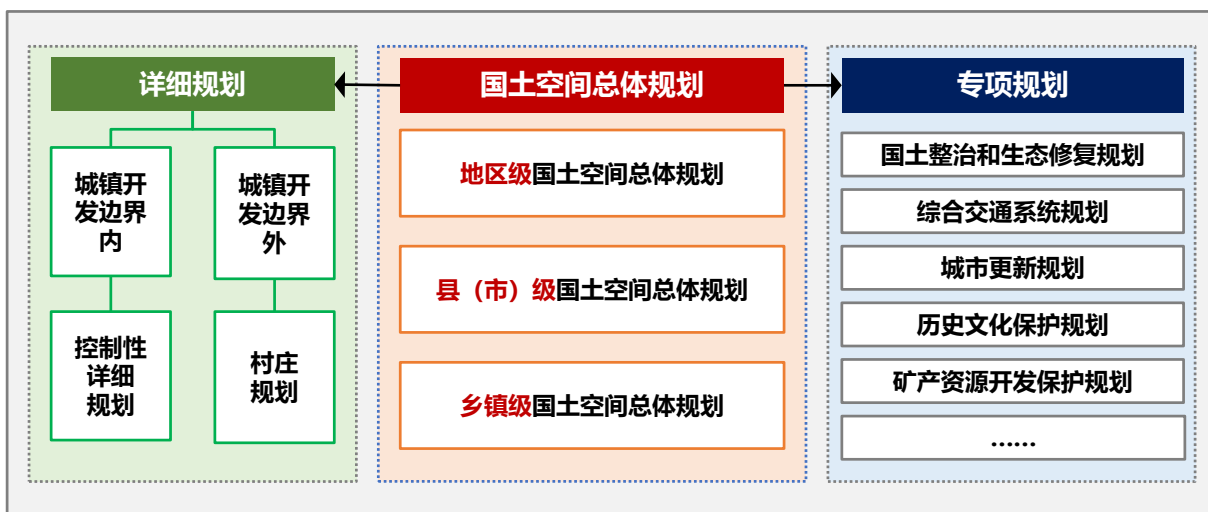 详细规划
城镇开
发边界
内
城镇开
发边界
外
控制性
详细
规划
村庄
规划
国土空间总体规划
地区级国土空间总体规划
县（市）级国土空间总体规划
乡镇级国土空间总体规划
专项规划
国土整治和生态修复规划
综合交通系统规划
城市更新规划
历史文化保护规划
矿产资源开发保护规划
……